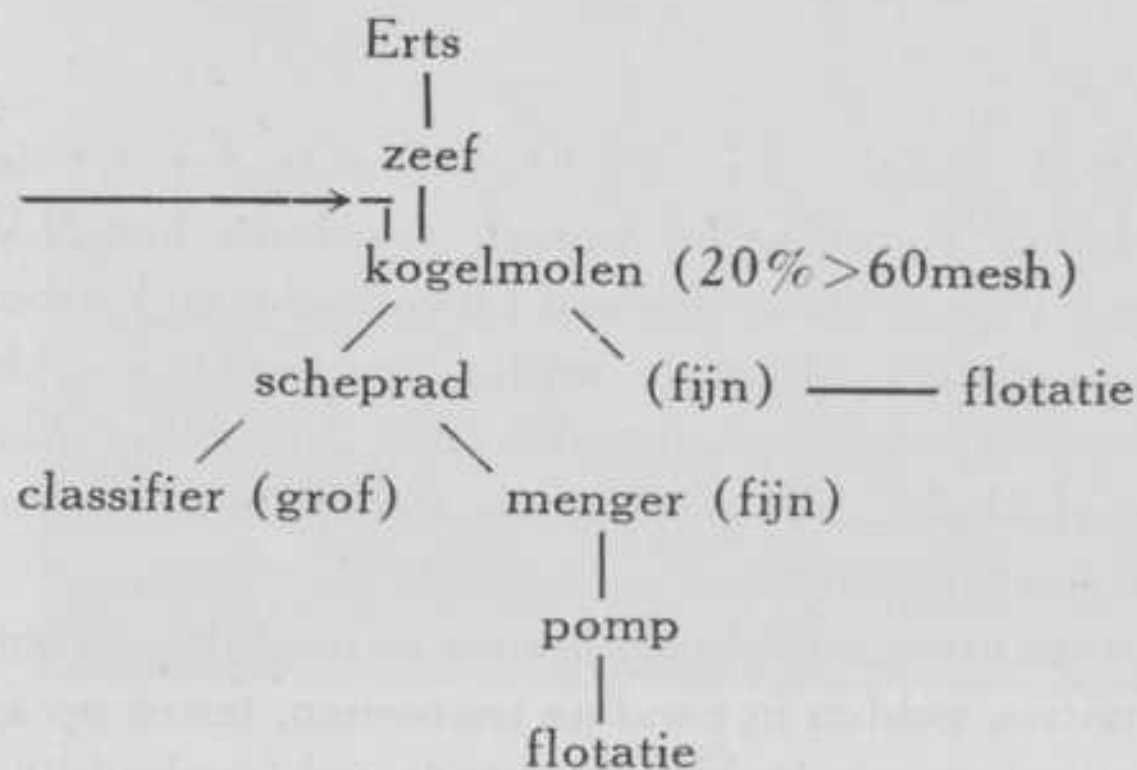 Erts
zeef
kogelmolen (20%>60mesh)
scheprad (fijn) flotatie
classifier (grof) menger (fijn)
pomp
flotatie